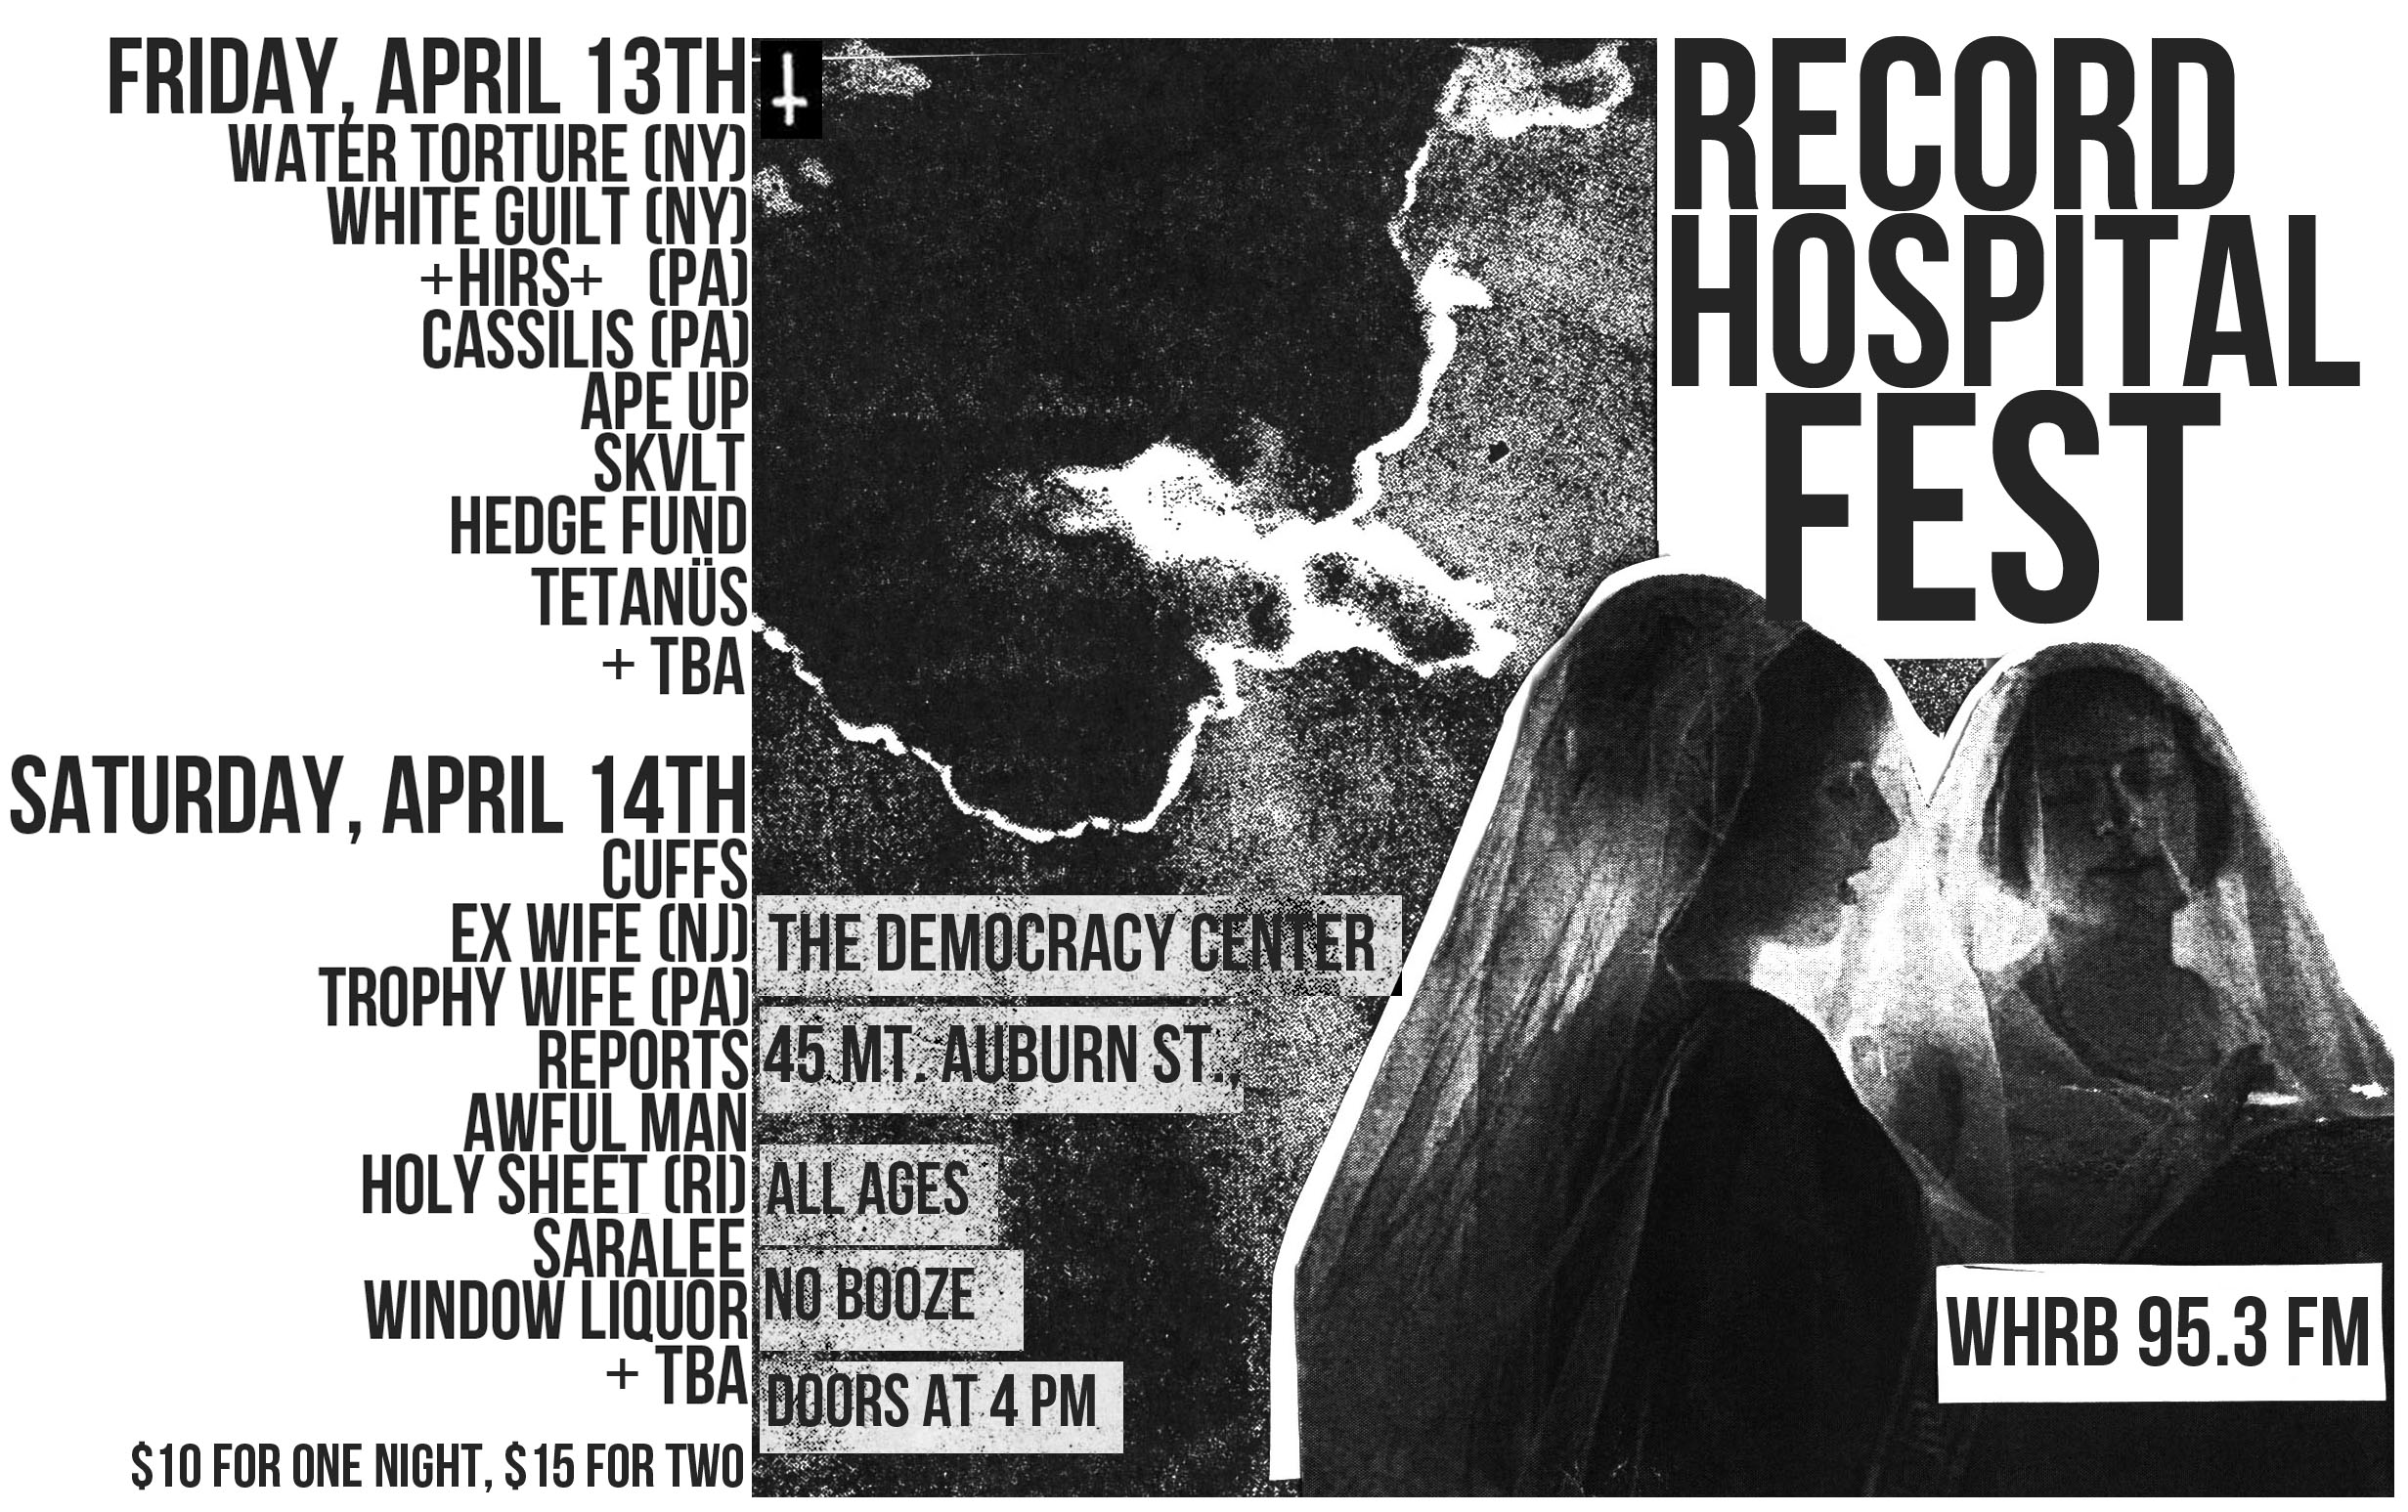 FRIDAY, APRIL 13TH
WATER TORTURE (NY)
WHITE GUILT (NY)
+HIRS+ (PA)
CASSILIS (PA)
APE UP
SKVLT
HEDGE FUND
TETANÜS
+ TBA
SATURDAY, APRIL 14TH
CUFFS
EX WIFE (NJ)
TROPHY WIFE (PA)
REPORTS
AWFUL MAN
HOLY SHEET (RI)
SARALEE
WINDOW LIQUOR
+ TBA
$10 FOR ONE NIGHT, $15 FOR TWO
THE DEMOCRACY CENTER
45 MT. AUBURN ST.,
ALL AGES
NO BOOZE
DOORS AT 4 PM
RECORD
HOSPITAL
FEST
WHRB 95.3 FM